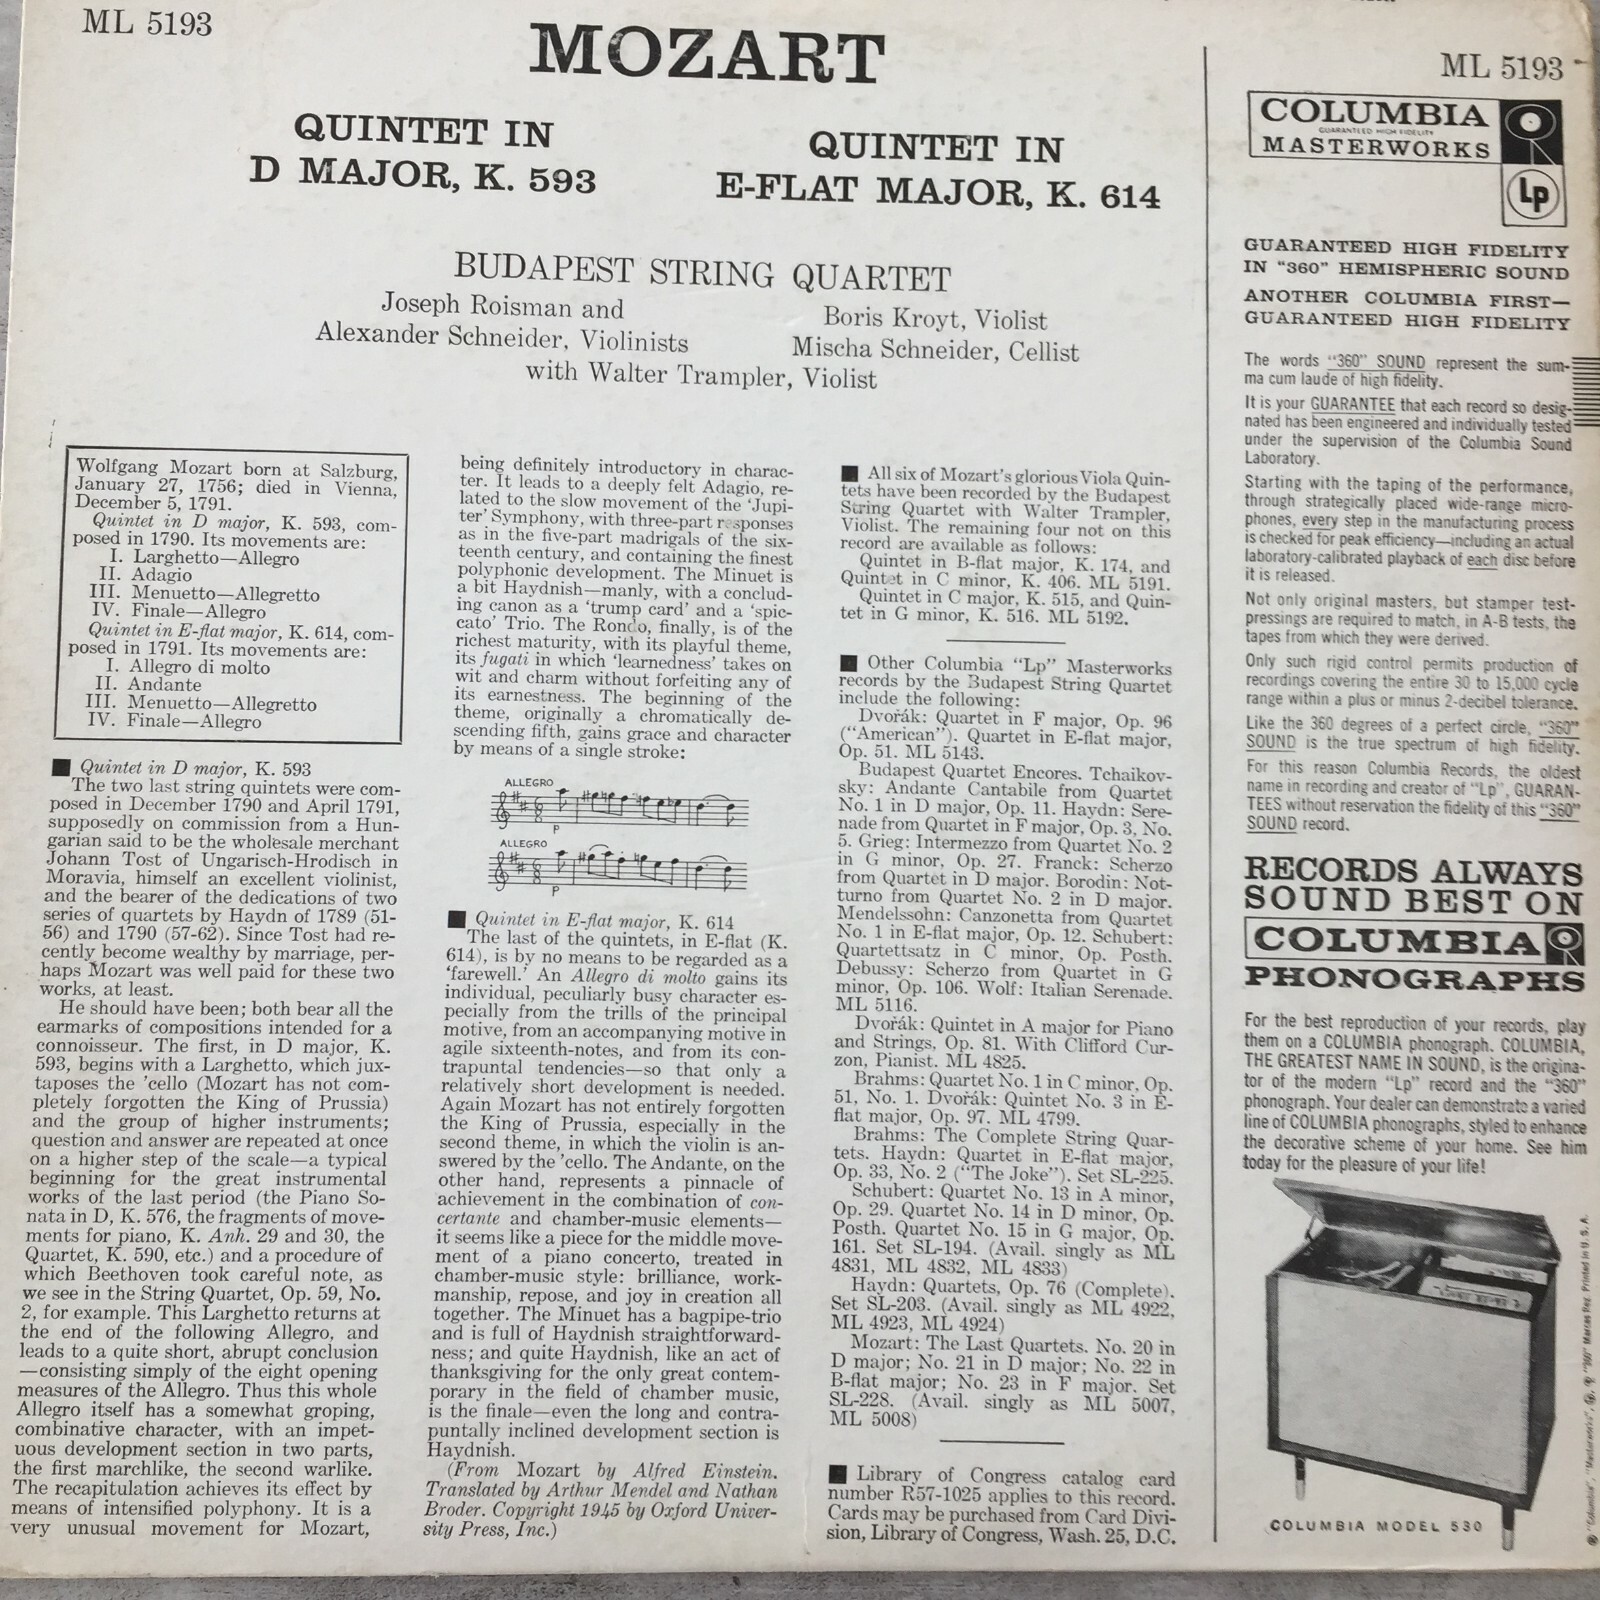 ML 5193
MOZART
QUINTET IN
D MAJOR, K. 593
QUINTET IN
E-FLAT MAJOR, K. 614
BUDAPEST STRING QUARTET
Joseph Roisman and
Alexander Schneider, Violinists
Boris Kroyt, Violist
Mischa Schneider, Cellist
with Walter Trampler, Violist
Wolfgang Mozart born at Salzburg,
January 27, 1756; died in Vienna,
December 5, 1791.
Quintet in D major, K. 593, com-
posed in 1790. Its movements are:
I. Larghetto—Allegro
II. Adagio
III. Menuetto—Allegretto
IV. Finale—Allegro
Quintet in E-flat major, K. 614, com-
posed in 1791. Its movements are:
I. Allegro di molto
II. Andante
III. Menuetto—Allegretto
IV. Finale—Allegro
■ Quintet in D major, K. 593
The two last string quintets were com-
posed in December 1790 and April 1791,
supposedly on commission from a Hun-
garian said to be the wholesale merchant
Johann Tost of Ungarisch-Hrodisch in
Moravia, himself an excellent violinist,
and the bearer of the dedications of two
series of quartets by Haydn of 1789 (51-
56) and 1790 (57-62). Since Tost had re-
cently become wealthy by marriage, per-
haps Mozart was well paid for these two
works, at least.
He should have been; both bear all the
earmarks of compositions intended for a
connoisseur. The first, in D major, K.
593, begins with a Larghetto, which jux-
taposes the 'cello (Mozart has not com-
pletely forgotten the King of Prussia)
and the group of higher instruments;
question and answer are repeated at once
on a higher step of the scale—a typical
beginning for the great instrumental
works of the last period (the Piano So-
nata in D, K. 576, the fragments of move-
ments for piano, K. Anh. 29 and 30, the
Quartet, K. 590, etc.) and a procedure of
which Beethoven took careful note, as
we see in the String Quartet, Op. 59, No.
2, for example. This Larghetto returns at
the end of the following Allegro, and
leads to a quite short, abrupt conclusion
—consisting simply of the eight opening
measures of the Allegro. Thus this whole
Allegro itself has a somewhat groping,
combinative character, with an impet-
uous development section in two parts,
the first marchlike, the second warlike.
The recapitulation achieves its effect by
means of intensified polyphony. It is a
very unusual movement for Mozart,
being definitely introductory in charac-
ter. It leads to a deeply felt Adagio, re-
lated to the slow movement of the 'Jupi-
ter' Symphony, with three-part responses
as in the five-part madrigals of the six-
teenth century, and containing the finest
polyphonic development. The Minuet is
a bit Haydnish—manly, with a conclud-
ing canon as a 'trump card' and a 'spic-
cato' Trio. The Rondo, finally, is of the
richest maturity, with its playful theme,
its fugati in which 'learnedness' takes on
wit and charm without forfeiting any of
its earnestness. The beginning of the
theme, originally a chromatically de-
scending fifth, gains grace and character
by means of a single stroke:
ALLEGRO
P
ALLEGRO
P
■ Quintet in E-flat major, K. 614
The last of the quintets, in E-flat (K.
614), is by no means to be regarded as a
'farewell.' An Allegro di molto gains its
individual, peculiarly busy character es-
pecially from the trills of the principal
motive, from an accompanying motive in
agile sixteenth-notes, and from its con-
trapuntal tendencies—so that only a
relatively short development is needed.
Again Mozart has not entirely forgotten
the King of Prussia, especially in the
second theme, in which the violin is an-
swered by the 'cello. The Andante, on the
other hand, represents a pinnacle of
achievement in the combination of con-
certante and chamber-music elements—
it seems like a piece for the middle move-
ment of a piano concerto, treated in
chamber-music style: brilliance, work-
manship, repose, and joy in creation all
together. The Minuet has a bagpipe-trio
and is full of Haydnish straightforward-
ness; and quite Haydnish, like an act of
thanksgiving for the only great contem-
porary in the field of chamber music,
is the finale—even the long and contra-
puntally inclined development section is
Haydnish.
(From Mozart by Alfred Einstein.
Translated by Arthur Mendel and Nathan
Broder. Copyright 1945 by Oxford Univer-
sity Press, Inc.)
■ All six of Mozart's glorious Viola Quin-
tets have been recorded by the Budapest
String Quartet with Walter Trampler,
Violist. The remaining four not on this
record are available as follows:
Quintet in B-flat major, K. 174, and
Quintet in C minor, K. 406. ML 5191.
Quintet in C major, K. 515, and Quin-
tet in G minor, K. 516. ML 5192.
■ Other Columbia "Lp" Masterworks
records by the Budapest String Quartet
include the following:
Dvořák: Quartet in F major, Op. 96
("American"). Quartet in E-flat major,
Op. 51. ML 5143.
Budapest Quartet Encores. Tchaikov-
sky: Andante Cantabile from Quartet
No. 1 in D major, Op. 11. Haydn: Sere-
nade from Quartet in F major, Op. 3, No.
5. Grieg: Intermezzo from Quartet No. 2
in G minor, Op. 27. Franck: Scherzo
from Quartet in D major. Borodin: Not-
turno from Quartet No. 2 in D major.
Mendelssohn: Canzonetta from Quartet
No. 1 in E-flat major, Op. 12. Schubert:
Quartettsatz in C minor, Op. Posth.
Debussy: Scherzo from Quartet in G
minor, Op. 106. Wolf: Italian Serenade.
ML 5116.
Dvořák: Quintet in A major for Piano
and Strings, Op. 81. With Clifford Cur-
zon, Pianist. ML 4825.
Brahms: Quartet No. 1 in C minor, Op.
51, No. 1. Dvořák: Quintet No. 3 in E-
flat major, Op. 97. ML 4799.
Brahms: The Complete String Quar-
tets. Haydn: Quartet in E-flat major,
Op. 33, No. 2 ("The Joke"). Set SL-225.
Schubert: Quartet No. 13 in A minor,
Op. 29. Quartet No. 14 in D minor, Op.
Posth. Quartet No. 15 in G major, Op.
161. Set SL-194. (Avail. singly as ML
4831, ML 4832, ML 4833)
Haydn: Quartets, Op. 76 (Complete).
Set SL-203. (Avail. singly as ML 4922,
ML 4923, ML 4924)
Mozart: The Last Quartets. No. 20 in
D major; No. 21 in D major; No. 22 in
B-flat major; No. 23 in F major. Set
SL-228. (Avail. singly as ML 5007,
ML 5008)
■ Library of Congress catalog card
number R57-1025 applies to this record.
Cards may be purchased from Card Divi-
sion, Library of Congress, Wash. 25, D.C.
ML 5193
COLUMBIA
GUARANTEED HIGH FIDELITY
MASTERWORKS
Lp
GUARANTEED HIGH FIDELITY
IN "360" HEMISPHERIC SOUND
ANOTHER COLUMBIA FIRST—
GUARANTEED HIGH FIDELITY
The words "360" SOUND represent the sum-
ma cum laude of high fidelity.
It is your GUARANTEE that each record so desig-
nated has been engineered and individually tested
under the supervision of the Columbia Sound
Laboratory.
Starting with the taping of the performance,
through strategically placed wide-range micro-
phones, every step in the manufacturing process
is checked for peak efficiency—including an actual
laboratory-calibrated playback of each disc before
it is released.
Not only original masters, but stamper test-
pressings are required to match, in A-B tests, the
tapes from which they were derived.
Only such rigid control permits production of
recordings covering the entire 30 to 15,000 cycle
range within a plus or minus 2-decibel tolerance.
Like the 360 degrees of a perfect circle, "360"
SOUND is the true spectrum of high fidelity.
For this reason Columbia Records, the oldest
name in recording and creator of "Lp", GUARAN-
TEES without reservation the fidelity of this "360"
SOUND record.
RECORDS ALWAYS
SOUND BEST ON
COLUMBIA
PHONOGRAPHS
For the best reproduction of your records, play
them on a COLUMBIA phonograph. COLUMBIA,
THE GREATEST NAME IN SOUND, is the origina-
tor of the modern "Lp" record and the "360"
phonograph. Your dealer can demonstrate a varied
line of COLUMBIA phonographs, styled to enhance
the decorative scheme of your home. See him
today for the pleasure of your life!
COLUMBIA MODEL 530
® "Columbia", "Masterworks", "360" Marcas Reg. Printed in U. S. A.